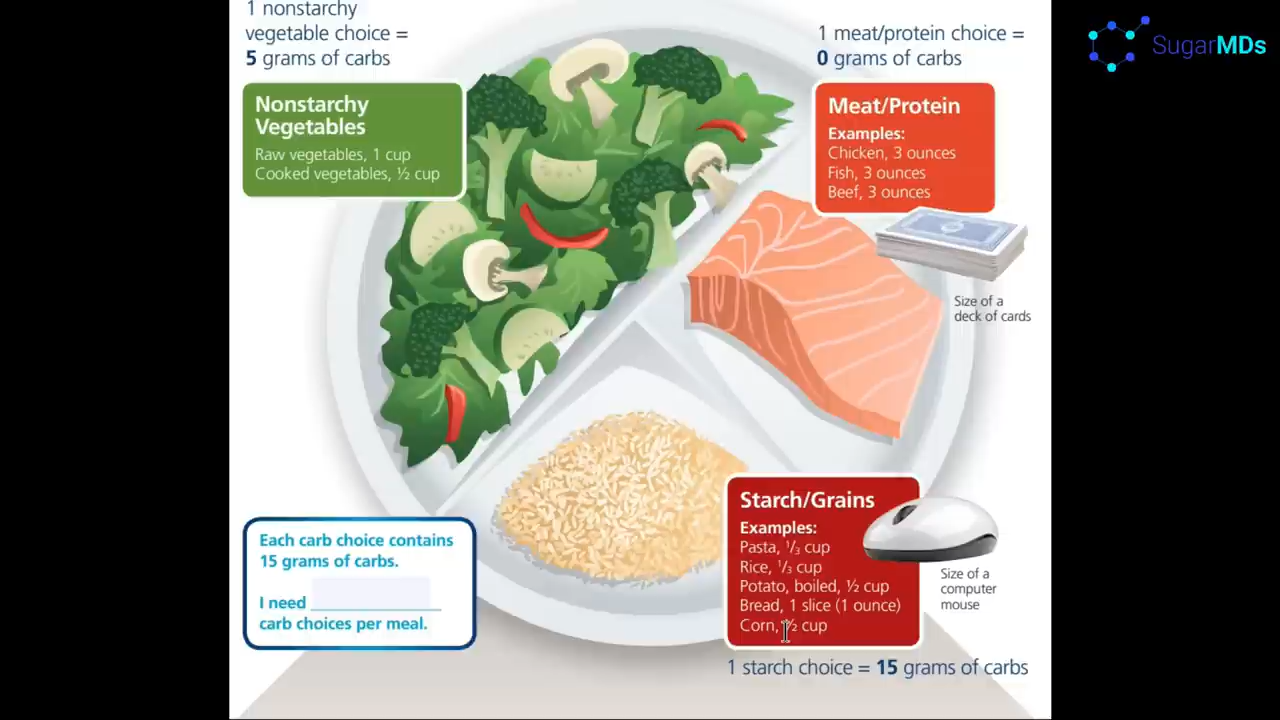 1 nonstarchy
vegetable choice =
5 grams of carbs
Nonstarchy
Vegetables
Raw vegetables, 1 cup
Cooked vegetables, ½ cup
1 meat/protein choice =
0 grams of carbs
Meat/Protein
Examples:
Chicken, 3 ounces
Fish, 3 ounces
Beef, 3 ounces
SugarMDs
Size of a
deck of cards
Each carb choice contains
15 grams of carbs.
I need
carb choices per meal.
Starch/Grains
Examples:
Pasta, 1/3 cup
Rice, 1/3 cup
Potato, boiled, ½ cup
Bread, 1 slice (1 ounce)
Corn, ½ cup
Size of a
computer
mouse
1 starch choice = 15 grams of carbs